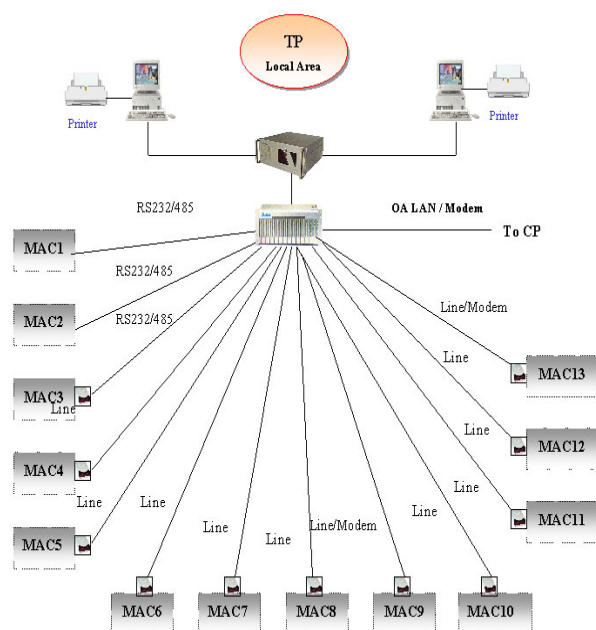 TP
Local Area
Printer
Printer
RS232/485
OA LAN / Modem
To CP
MAC1
RS232/485
MAC2
RS232/485
Line/Modem
Line
MAC13
MAC3
Line
Line
MAC12
MAC4
Line
Line
Line
MAC11
Line
Line
Line/Modem
Line
MAC5
MAC6
MAC7
MAC8
MAC9
MAC10